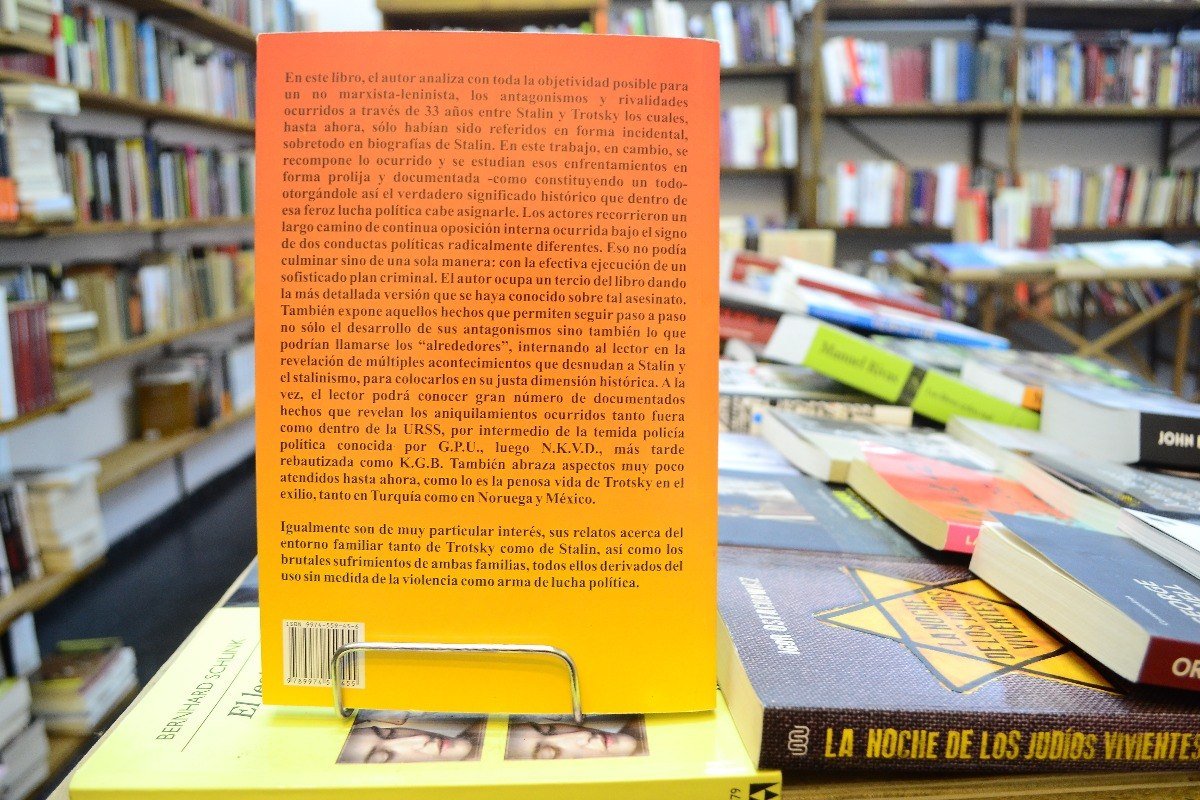 En este libro, el autor analiza con toda la objetividad posible para
un no marxista-leninista, los antagonismos y rivalidades
ocurridos a través de 33 años entre Stalin y Trotsky los cuales,
hasta ahora, sólo habían sido referidos en forma incidental,
sobretodo en biografías de Stalin. En este trabajo, en cambio, se
recompone lo ocurrido y se estudian esos enfrentamientos en
forma prolija y documentada -como constituyendo un todo-
otorgándole así el verdadero significado histórico que dentro de
esa feroz lucha política cabe asignarle. Los actores recorrieron un
largo camino de continua oposición interna ocurrida bajo el signo
de dos conductas políticas radicalmente diferentes. Eso no podía
culminar sino de una sola manera: con la efectiva ejecución de un
sofisticado plan criminal. El autor ocupa un tercio del libro dando
la más detallada versión que se haya conocido sobre tal asesinato.
También expone aquellos hechos que permiten seguir paso a paso
no sólo el desarrollo de sus antagonismos sino también lo que
podrían llamarse los “alrededores”, internando al lector en la
revelación de múltiples acontecimientos que desnudan a Stalin y
el stalinismo, para colocarlos en su justa dimensión histórica. A la
vez, el lector podrá conocer gran número de documentados
hechos que revelan los aniquilamientos ocurridos tanto fuera
como dentro de la URSS, por intermedio de la temida policía
política conocida por G.P.U., luego N.K.V.D., más tarde
rebautizada como K.G.B. También abraza aspectos muy poco
atendidos hasta ahora, como lo es la penosa vida de Trotsky en el
exilio, tanto en Turquía como en Noruega y México.
Igualmente son de muy particular interés, sus relatos acerca del
entorno familiar tanto de Trotsky como de Stalin, así como los
brutales sufrimientos de ambas familias, todos ellos derivados del
uso sin medida de la violencia como arma de lucha política.
ISBN 9974-559-45-6
BERNHARD SCHLINK
El
79
Manuel Rivas
JOHN
LA NOCHE
DE LOS JUDÍOS
VIVIENTES
LA NOCHE DE LOS JUDÍOS VIVIENTES